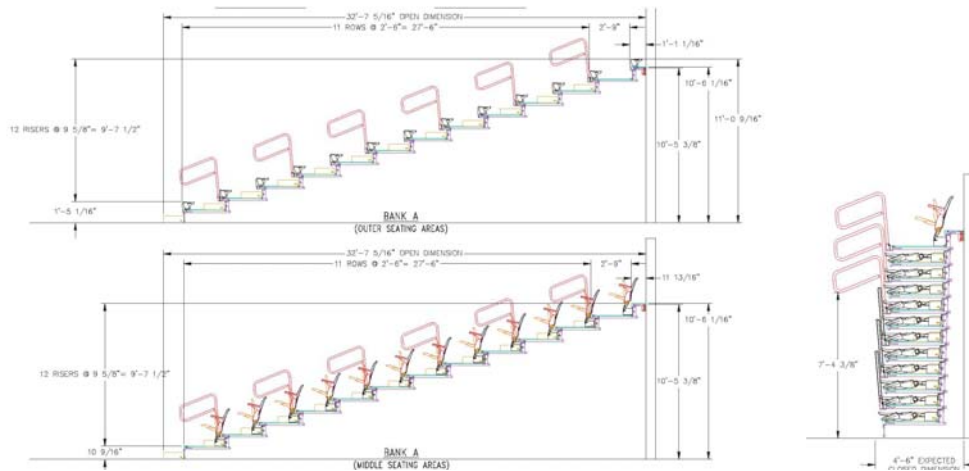 32'-7 5/16" OPEN DIMENSION
11 ROWS @ 2'-6"= 27'-6"
2'-9"
1'-1 1/16"
12 RISERS @ 9 5/8"= 9'-7 1/2"
10'-6 1/16"
11'-0 9/16"
10'-5 3/8"
1'-5 1/16"
BANK A
(OUTER SEATING AREAS)
32'-7 5/16" OPEN DIMENSION
11 ROWS @ 2'-6"= 27'-6"
2'-9"
11 13/16"
10'-6 1/16"
12 RISERS @ 9 5/8"= 9'-7 1/2"
10'-5 3/8"
7'-4 3/8"
10 9/16"
BANK A
(MIDDLE SEATING AREAS)
4'-6" EXPECTED
CLOSED DIMENSION